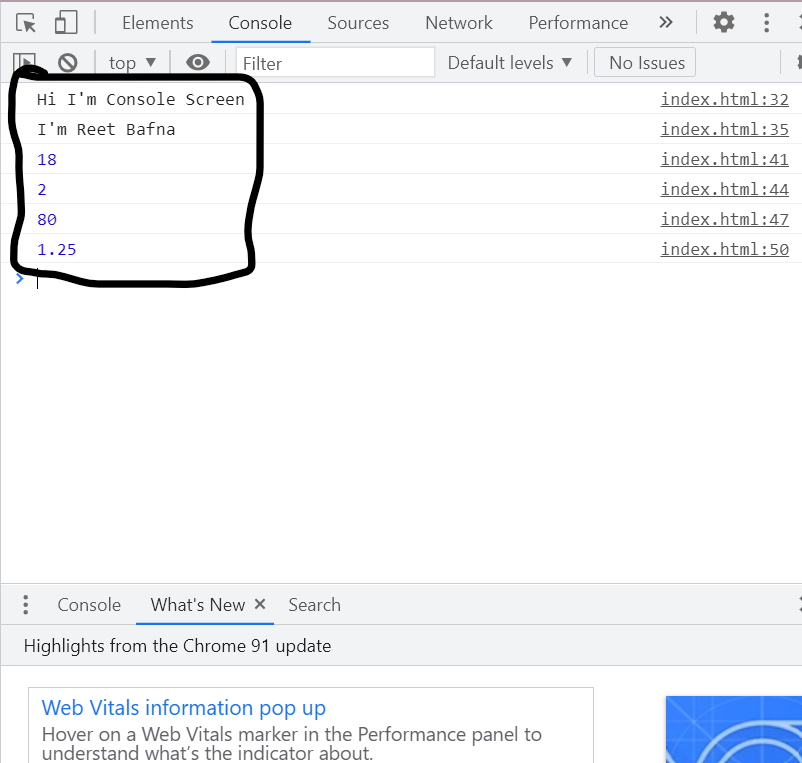 Elements Console Sources Network Performance »
top ▼ Filter Default levels ▼ No Issues
Hi I'm Console Screen index.html:32
I'm Reet Bafna index.html:35
18 index.html:41
2 index.html:44
80 index.html:47
1.25 index.html:50
Console What's New × Search
Highlights from the Chrome 91 update
Web Vitals information pop up
Hover on a Web Vitals marker in the Performance panel to
understand what's the indicator about.